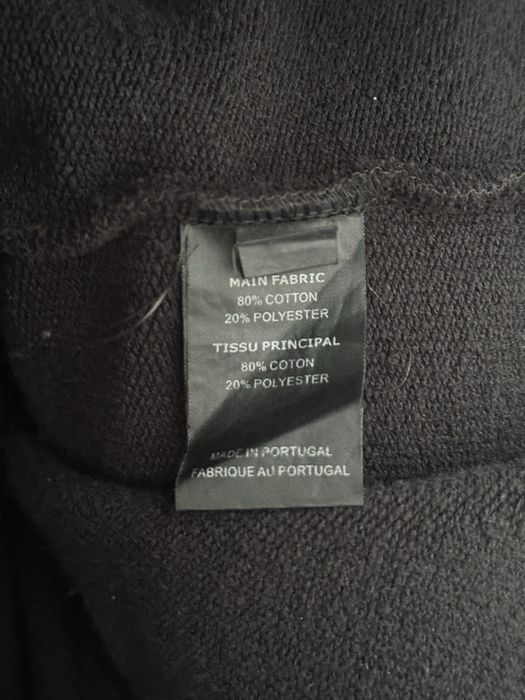 MAIN FABRIC
80% COTTON
20% POLYESTER
TISSU PRINCIPAL
80% COTON
20% POLYESTER
MADE IN PORTUGAL
FABRIQUE AU PORTUGAL